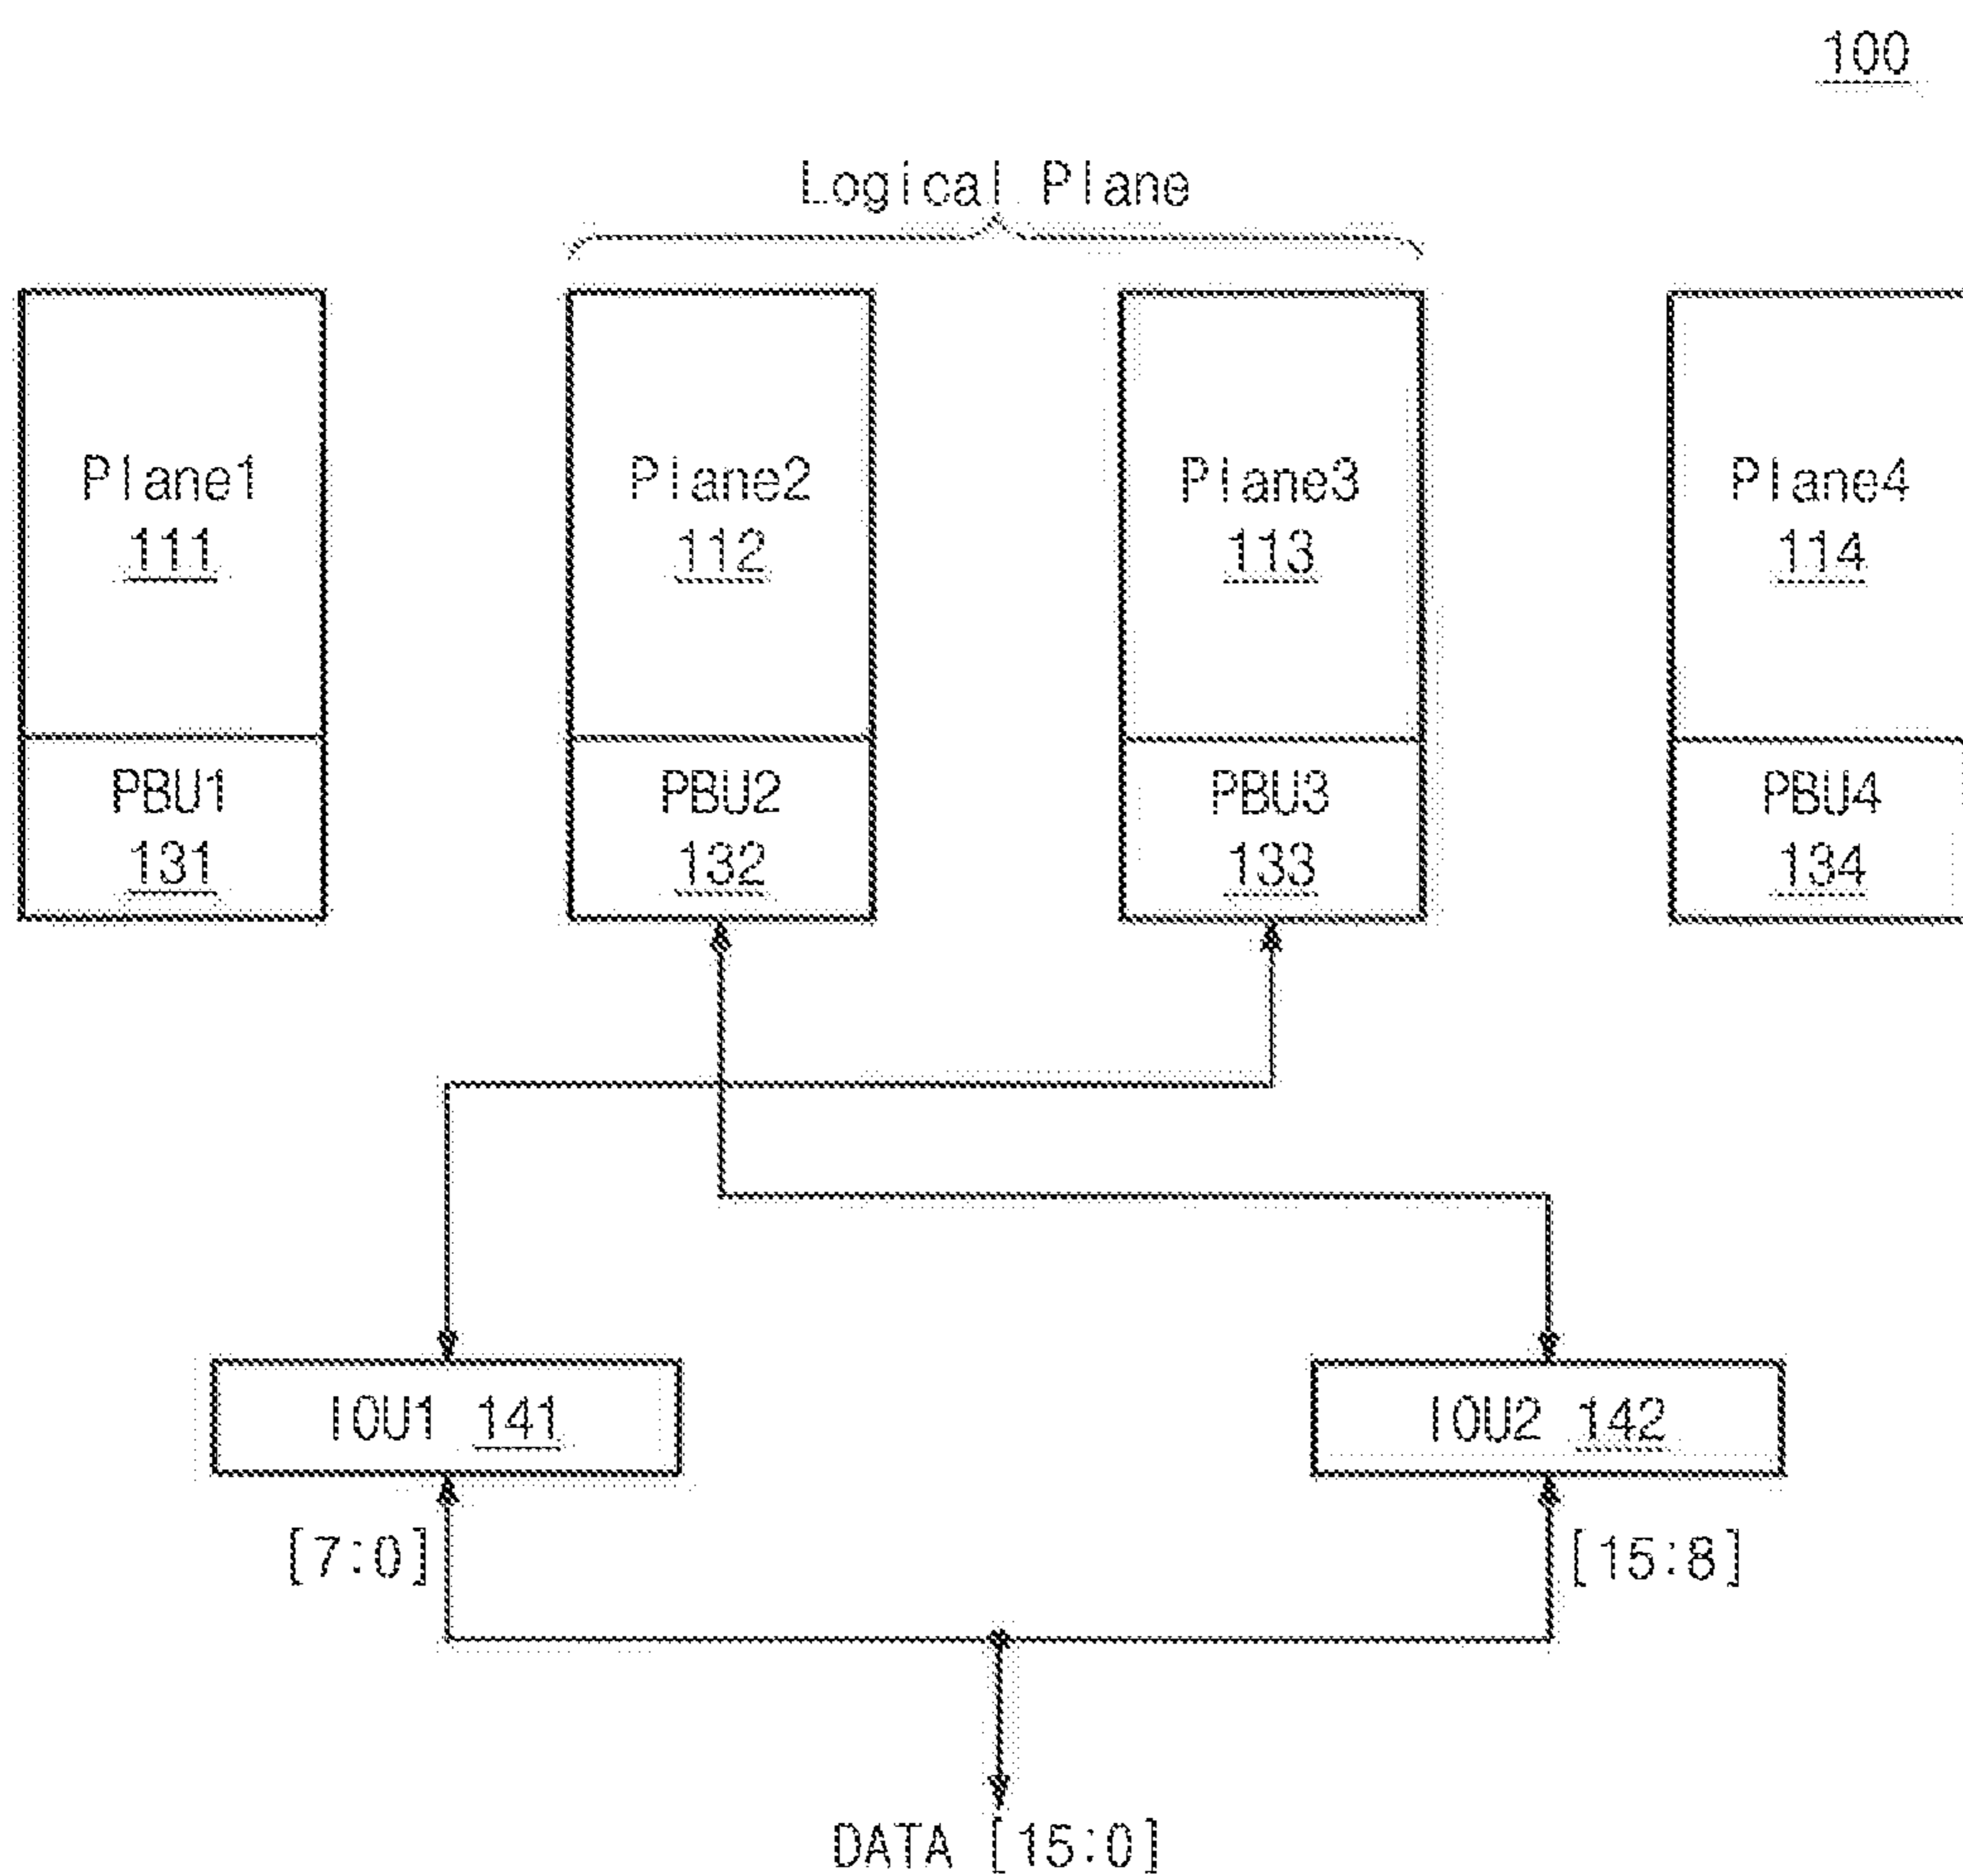 100
Logical Plane
Plane1
111
Plane2
112
Plane3
113
Plane4
114
PBU1
131
PBU2
132
PBU3
133
PBU4
134
IOU1 141
IOU2 142
[7:0]
[15:8]
DATA [15:0]